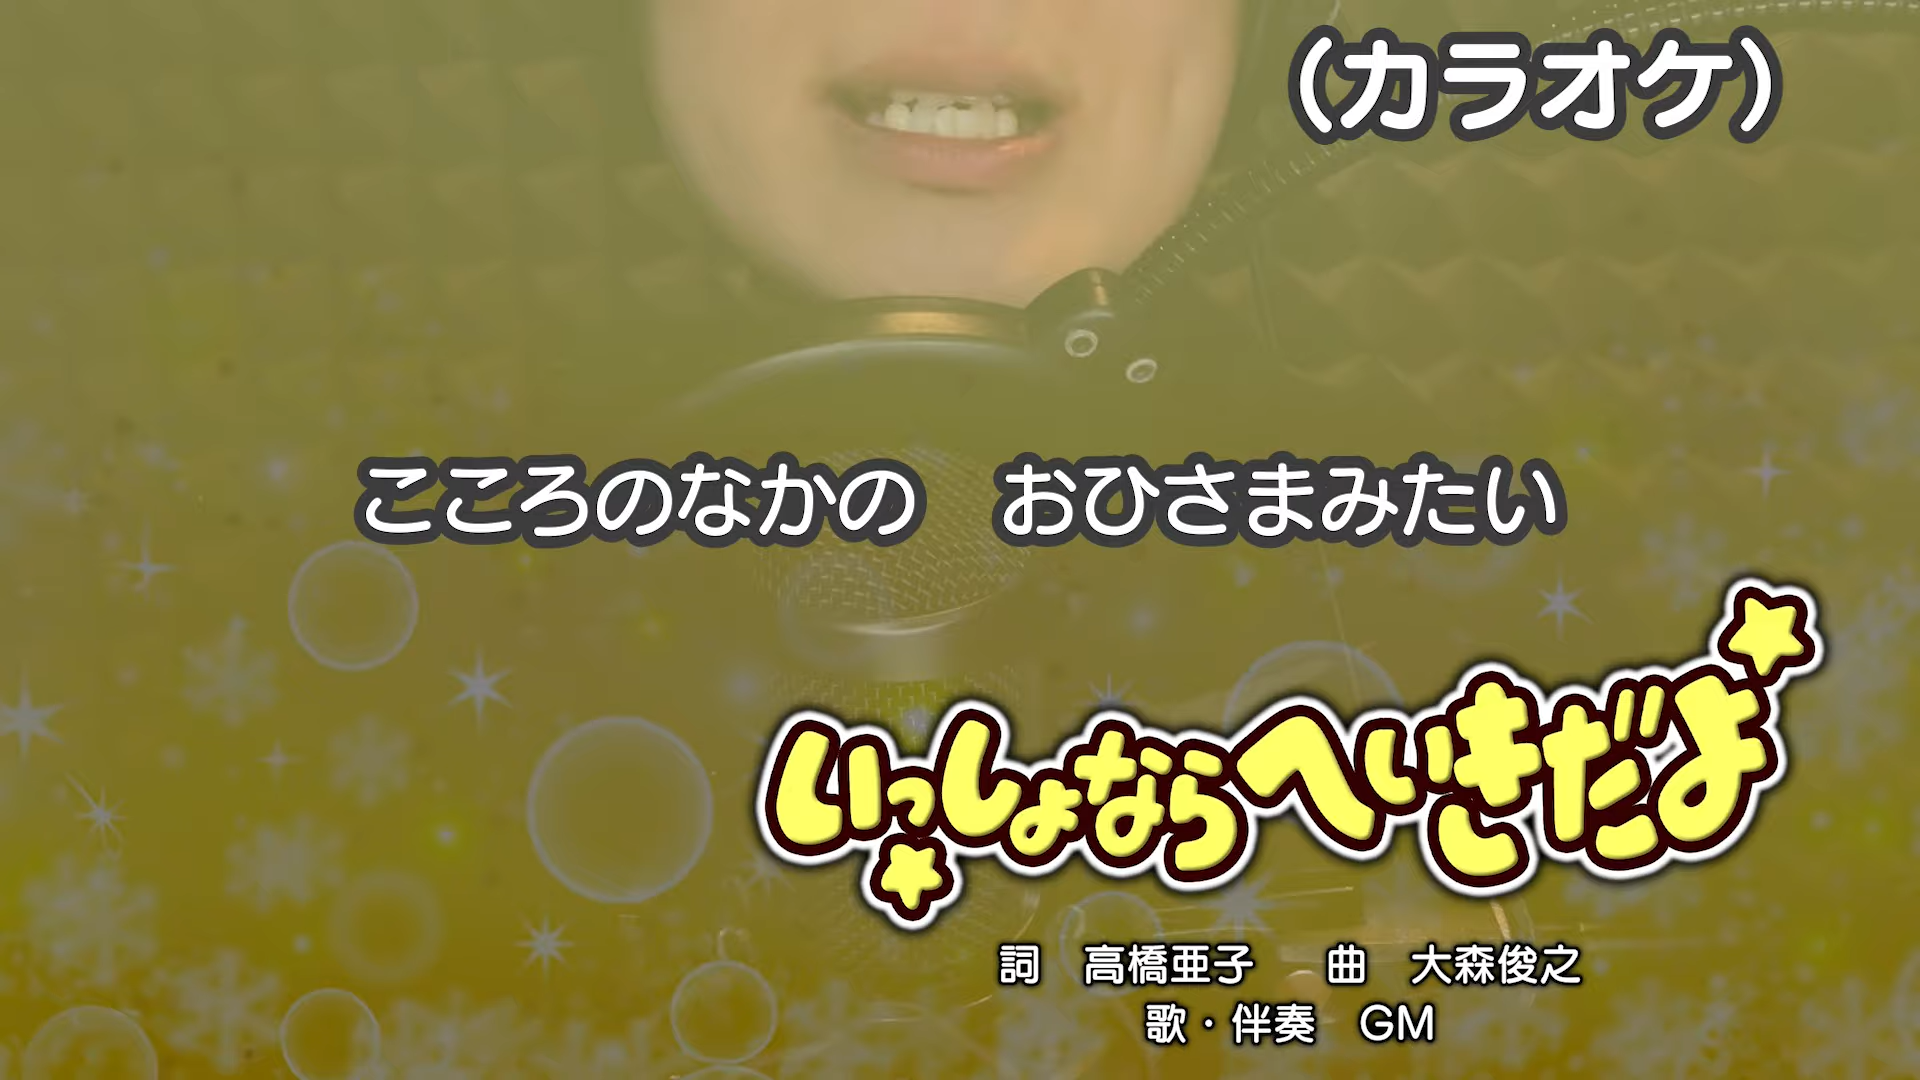 （カラオケ）
こころのなかの　おひさまみたい
いっしょならへいきだよ
詞　高橋亜子　　曲　大森俊之
歌・伴奏　GM